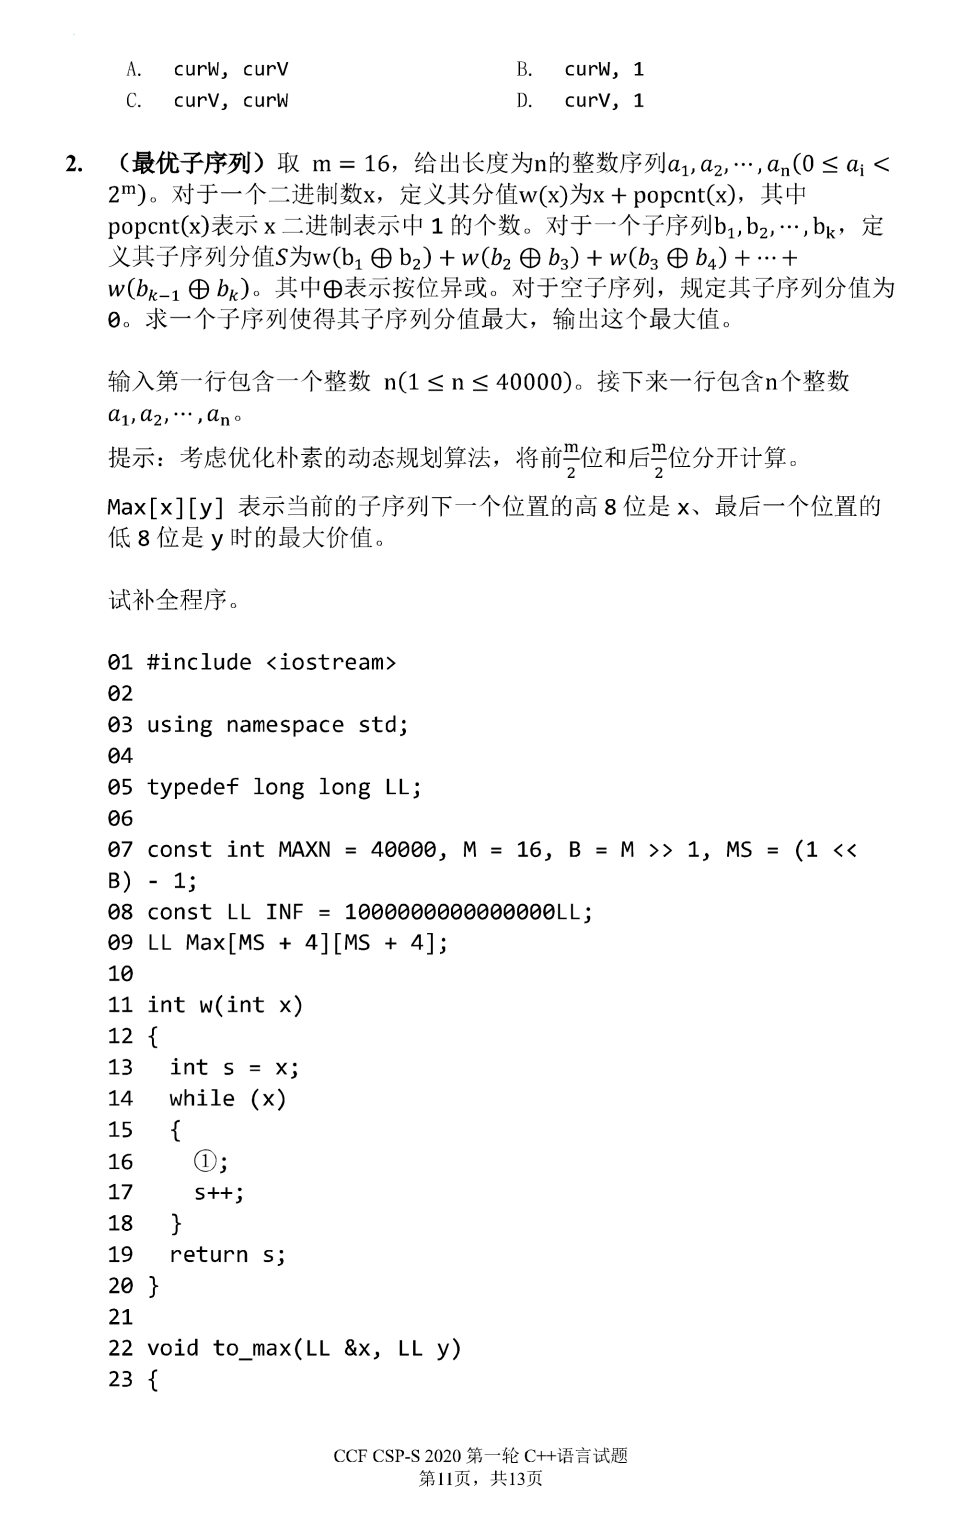 A. curW, curV B. curW, 1
C. curV, curW D. curV, 1
2. （最优子序列）取 m = 16，给出长度为n的整数序列a₁, a₂, ⋯, aₙ(0 ≤ aᵢ <
2ᵐ)。对于一个二进制数x，定义其分值w(x)为x + popcnt(x)，其中
popcnt(x)表示 x 二进制表示中 1 的个数。对于一个子序列b₁, b₂, ⋯, bₖ，定
义其子序列分值S为w(b₁ ⊕ b₂) + w(b₂ ⊕ b₃) + w(b₃ ⊕ b₄) + ⋯ +
w(bₖ₋₁ ⊕ bₖ)。其中⊕表示按位异或。对于空子序列，规定其子序列分值为
0。求一个子序列使得其子序列分值最大，输出这个最大值。
输入第一行包含一个整数 n(1 ≤ n ≤ 40000)。接下来一行包含n个整数
a₁, a₂, ⋯, aₙ。
提示：考虑优化朴素的动态规划算法，将前m/2位和后m/2位分开计算。
Max[x][y] 表示当前的子序列下一个位置的高 8 位是 x、最后一个位置的
低 8 位是 y 时的最大价值。
试补全程序。
01 #include <iostream>
02
03 using namespace std;
04
05 typedef long long LL;
06
07 const int MAXN = 40000, M = 16, B = M >> 1, MS = (1 <<
B) - 1;
08 const LL INF = 1000000000000000LL;
09 LL Max[MS + 4][MS + 4];
10
11 int w(int x)
12 {
13 int s = x;
14 while (x)
15 {
16 ①;
17 s++;
18 }
19 return s;
20 }
21
22 void to_max(LL &x, LL y)
23 {
CCF CSP-S 2020 第一轮 C++语言试题
第11页，共13页